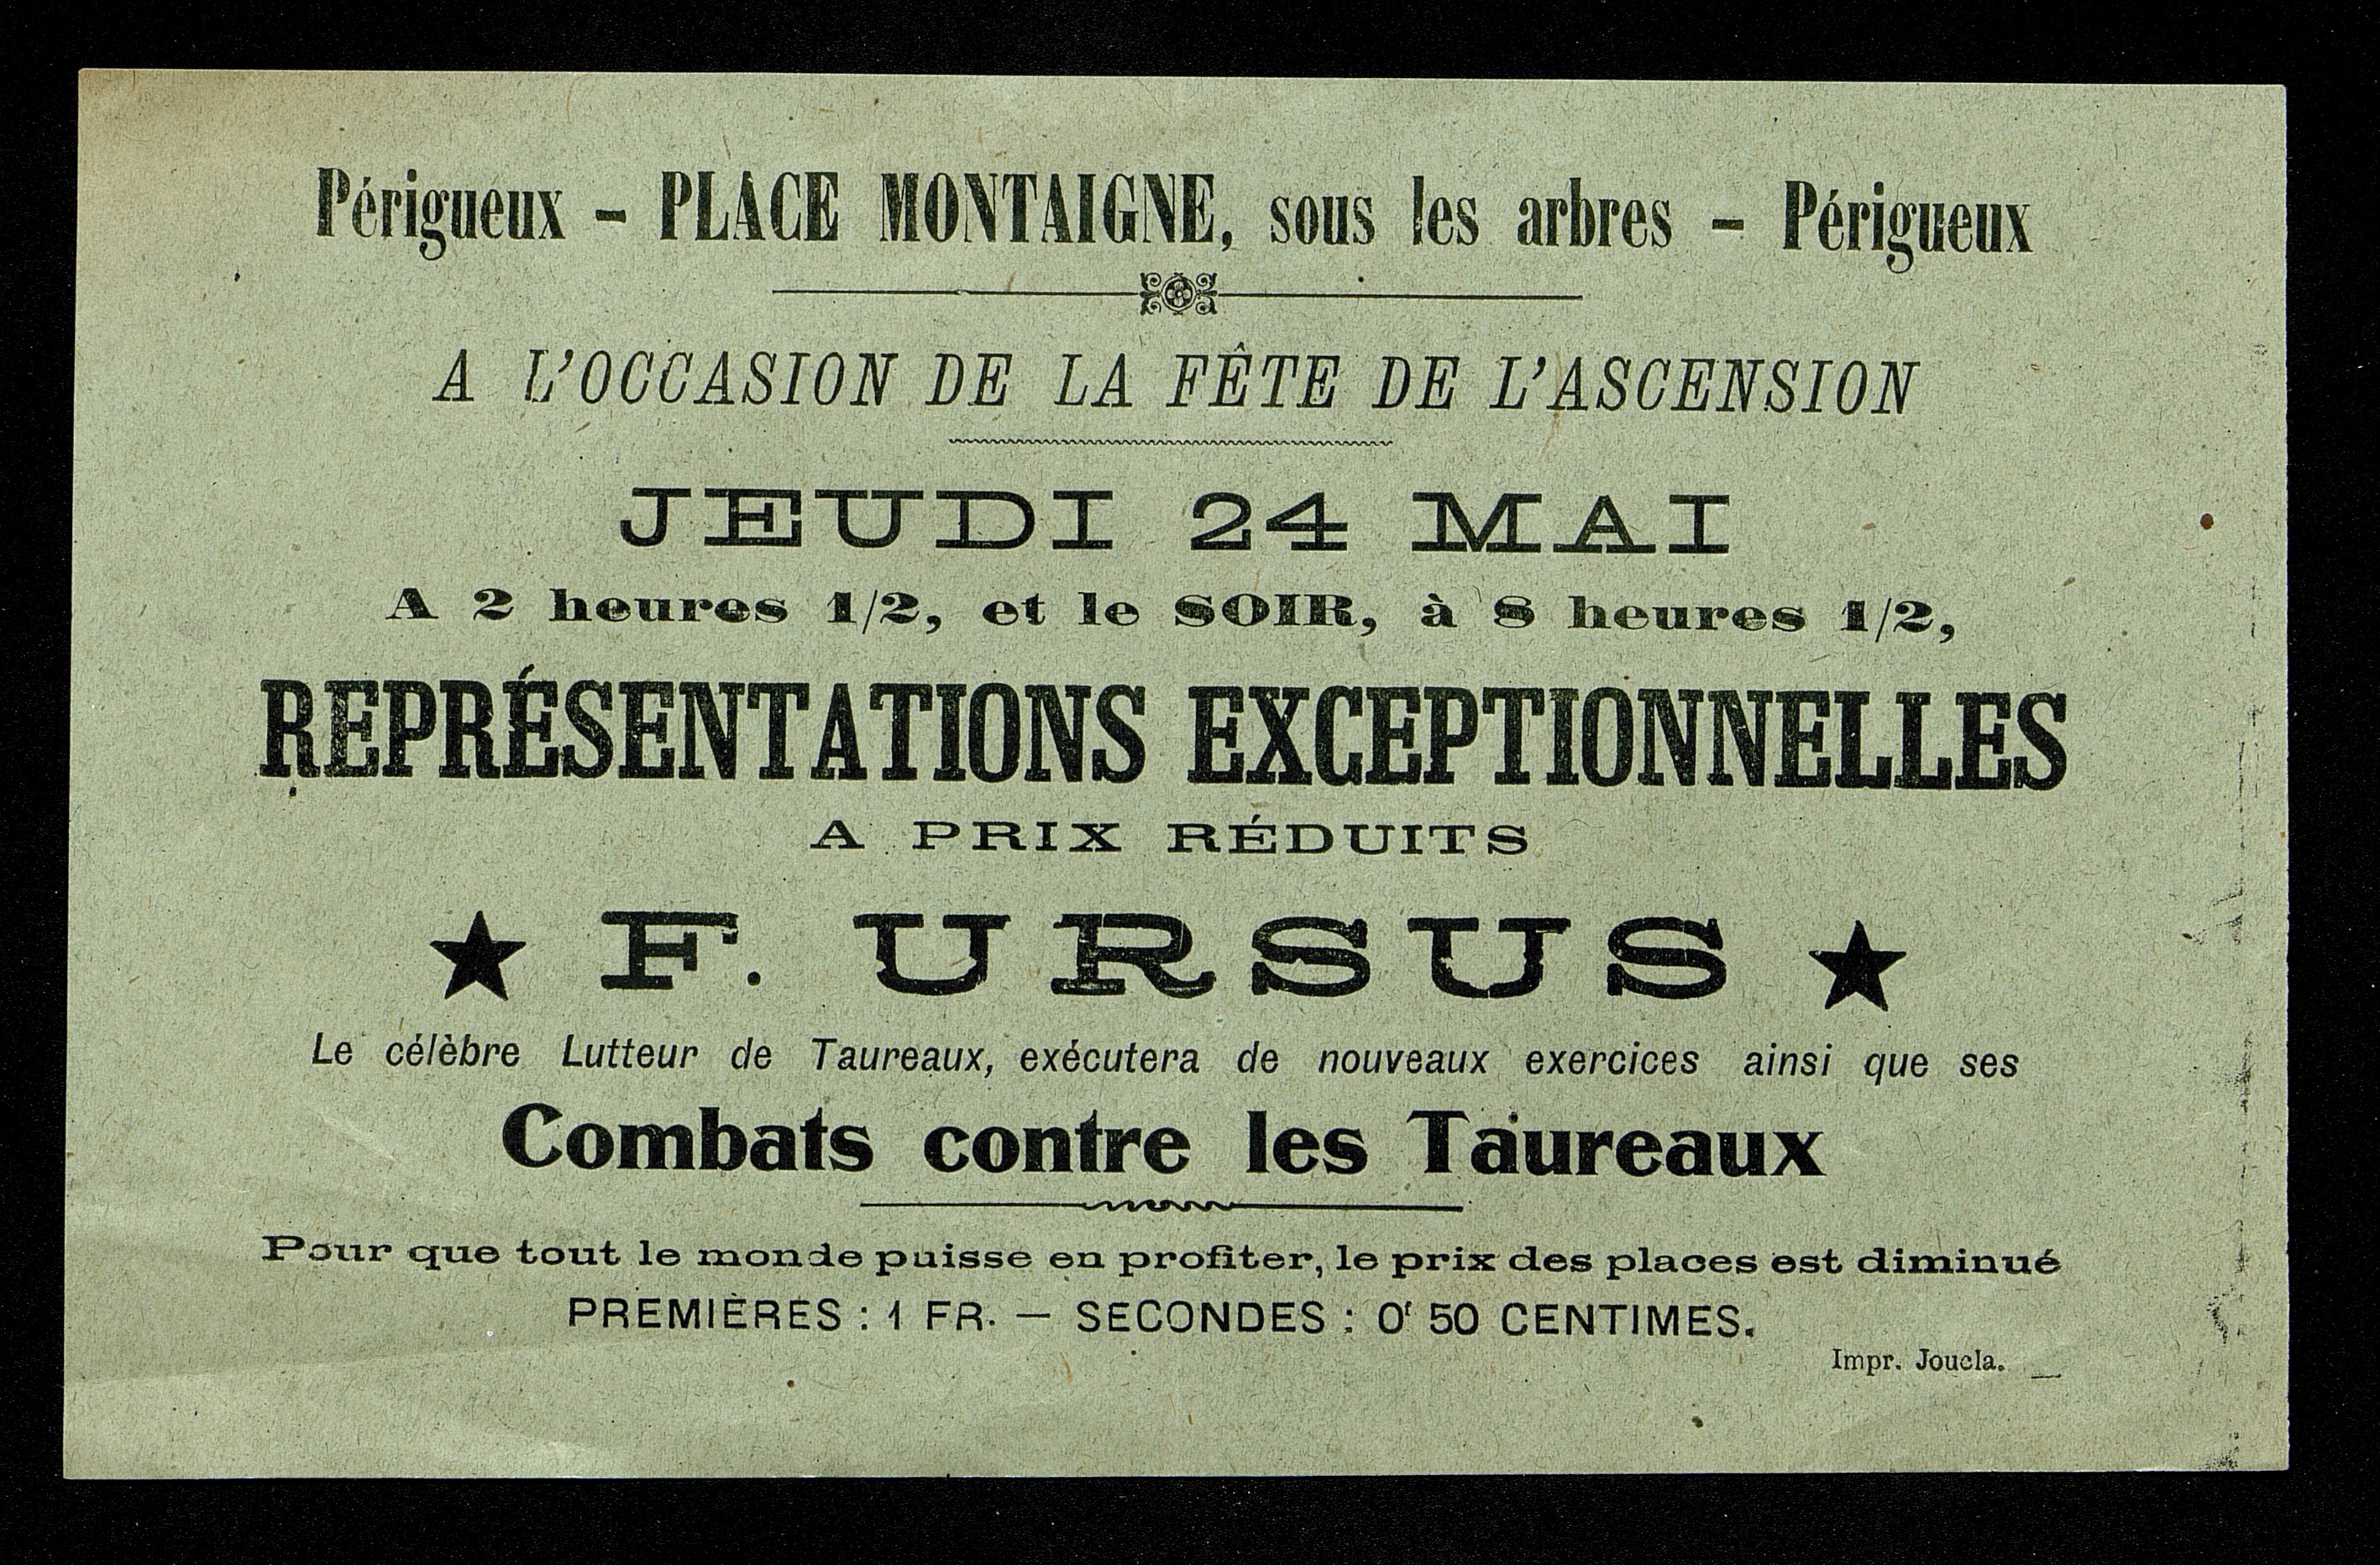 Périgueux – PLACE MONTAIGNE, sous les arbres – Périgueux
A L'OCCASION DE LA FÊTE DE L'ASCENSION
JEUDI 24 MAI
A 2 heures 1/2, et le SOIR, à 8 heures 1/2,
REPRÉSENTATIONS EXCEPTIONNELLES
A PRIX RÉDUITS
★ F. URSUS ★
Le célèbre Lutteur de Taureaux, exécutera de nouveaux exercices ainsi que ses
Combats contre les Taureaux
Pour que tout le monde puisse en profiter, le prix des places est diminué
PREMIÈRES : 1 FR. — SECONDES : 0f 50 CENTIMES.
Impr. Joucla.